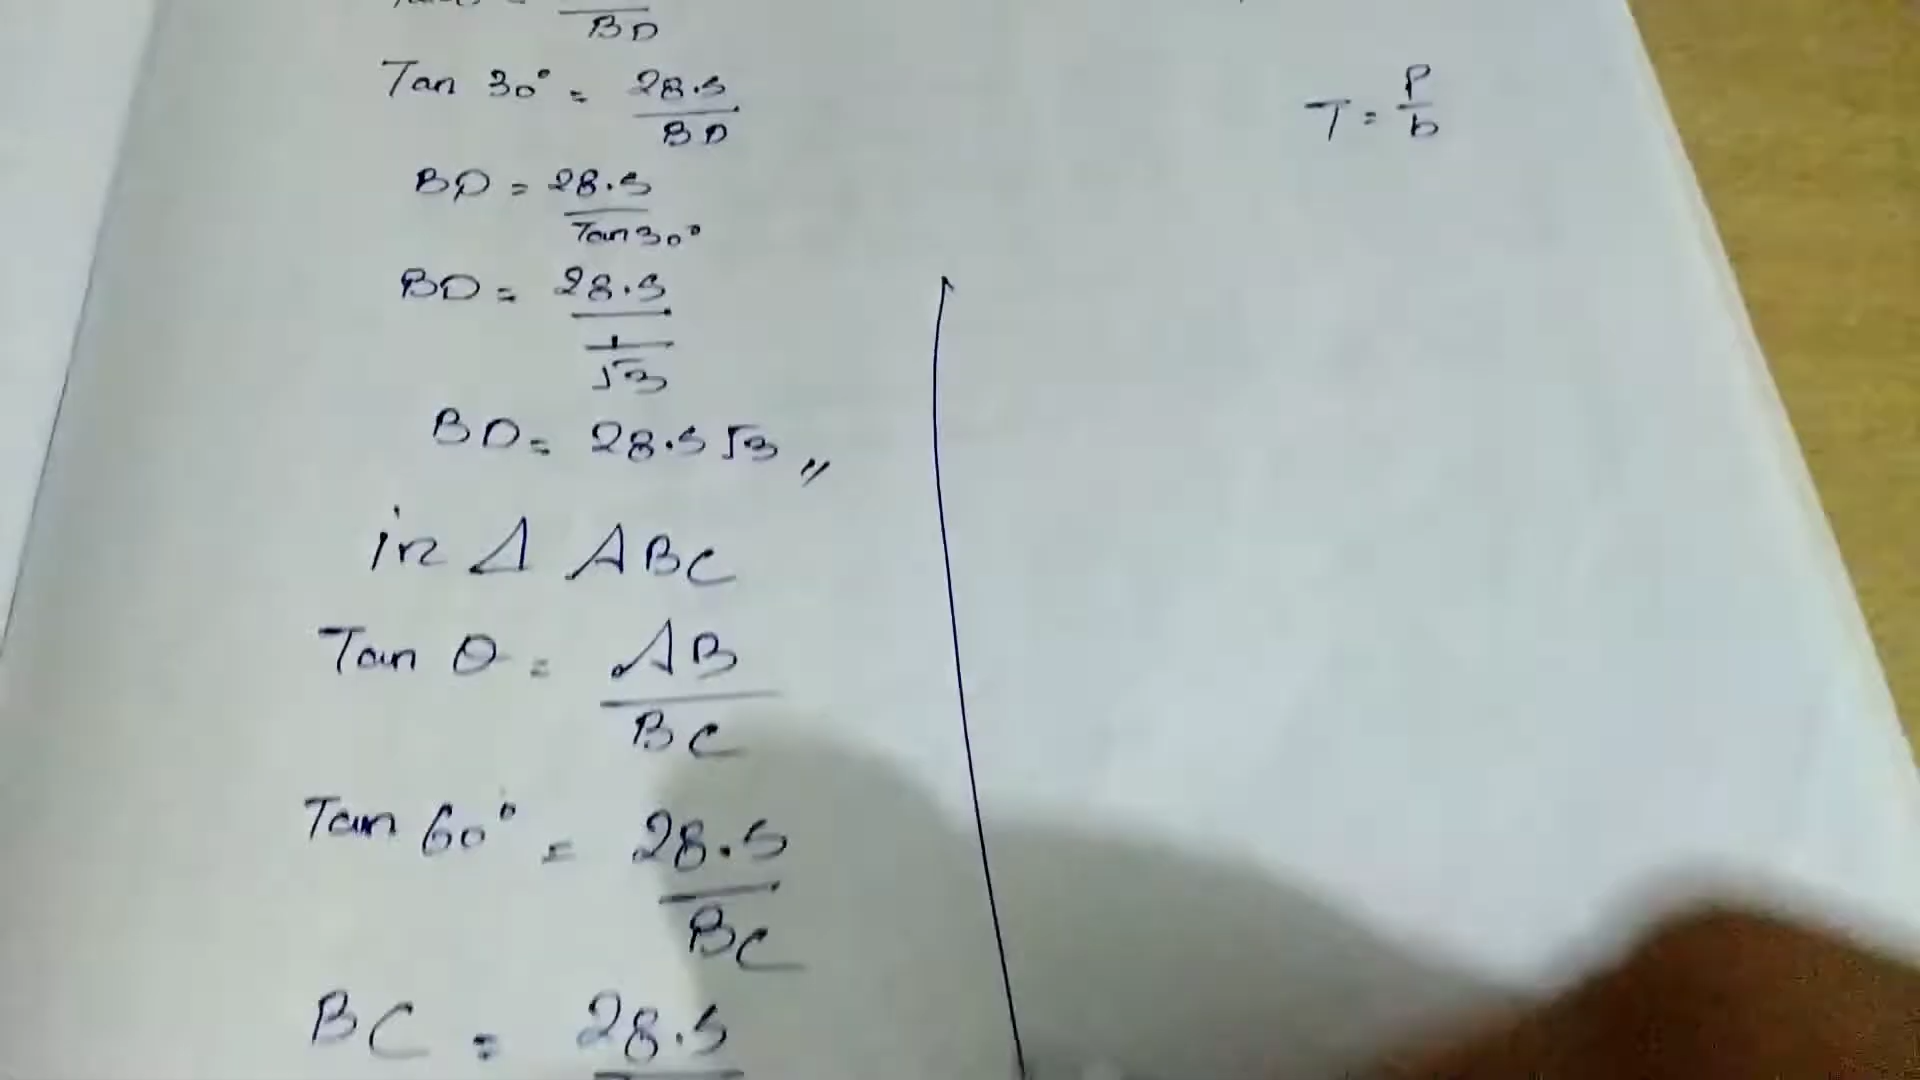 BD
Tan 30° = 28.5
BD
BD = 28.5
Tan 30°
BD = 28.5
1
√3
BD = 28.5 √3 "
in Δ ABC
Tan θ = AB
BC
Tan 60° = 28.5
BC
BC = 28.5
T = P
b